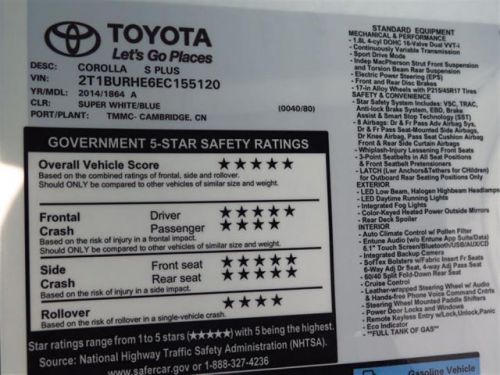 TOYOTA
Let's Go Places
DESC: COROLLA S PLUS
VIN: 2T1BURHE6EC155120
YR/MDL: 2014/1864 A
CLR: SUPER WHITE/BLUE (0040/80)
PORT/PLANT: TMMC- CAMBRIDGE, CN
GOVERNMENT 5-STAR SAFETY RATINGS
Overall Vehicle Score ★★★★★
Based on the combined ratings of frontal, side and rollover.
Should ONLY be compared to other vehicles of similar size and weight.
Frontal Driver ★★★★★
Crash Passenger ★★★★
Based on the risk of injury in a frontal impact.
Should ONLY be compared to other vehicles of similar size and weight.
Side Front seat ★★★★★
Crash Rear seat ★★★★★
Based on the risk of injury in a side impact.
Rollover ★★★★
Based on the risk of rollover in a single-vehicle crash.
Star ratings range from 1 to 5 stars (★★★★★) with 5 being the highest.
Source: National Highway Traffic Safety Administration (NHTSA).
www.safercar.gov or 1-888-327-4236
STANDARD EQUIPMENT
MECHANICAL & PERFORMANCE
- 1.8L 4-cyl DOHC 16-Valve Dual VVT-i
- Continuously Variable Transmission
- Sport Drive Mode
- Indep MacPherson Strut Front Suspension
and Torsion Beam Rear Suspension
- Electric Power Steering (EPS)
- Front and Rear Disc Brakes
- 17-in Alloy Wheels with P215/45R17 Tires
SAFETY & CONVENIENCE
- Star Safety System Includes: VSC, TRAC,
Anti-lock Brake System, EBD, Brake
Assist & Smart Stop Technology (SST)
- 8 Airbags: Dr & Fr Pass Adv Airbag Sys,
Dr & Fr Pass Seat-Mounted Side Airbags,
Dr Knee Airbag, Pass Seat Cushion Airbag
Front & Rear Side Curtain Airbags
- Whiplash-Injury Lessening Front Seats
- 3-Point Seatbelts in All Seat Positions
& Front Seatbelt Pretensioners
- LATCH (Lwr Anchors&Tethers for Children)
for Outboard Rear Seating Positions Only
EXTERIOR
- LED Low Beam, Halogen Highbeam Headlamps
- LED Daytime Running Lights
- Integrated Fog Lights
- Color-Keyed Heated Power Outside Mirrors
- Rear Deck Spoiler
INTERIOR
- Auto Climate Control w/ Pollen Filter
- Entune Audio (w/o Entune App Suite/Data)
6.1" Touch Screen/Bluetooth/USB/AUX/CD
- Integrated Backup Camera
- SofTex Bolsters w/Fabric Insert Fr Seats
- 6-Way Adj Dr Seat, 4-way Adj Pass Seat
- 60/40 Split Fold-Down Rear Seat
- Cruise Control
- Leather-wrapped Steering Wheel w/ Audio
& Hands-free Phone Voice Command Cntrls
- Steering Wheel Mounted Paddle Shifters
- Power Door Locks and Windows
- Remote Keyless Entry w/Lock,Unlock,Panic
- Eco Indicator
- **FULL TANK OF GAS**
Gasoline Vehicle